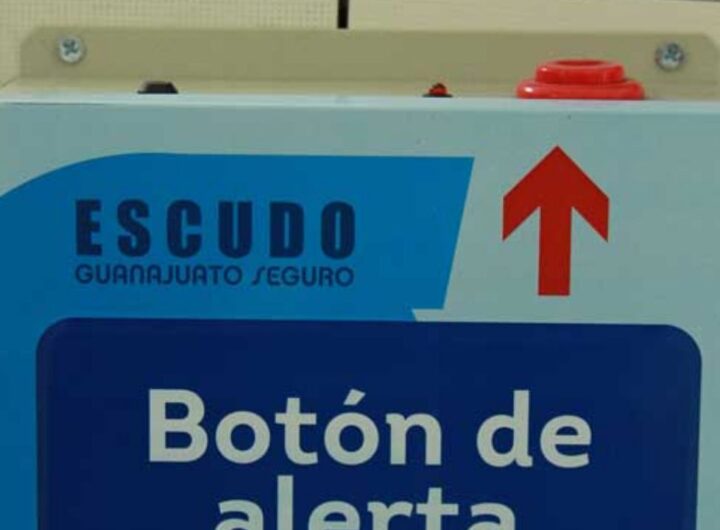 ESCUDO
GUANAJUATO SEGURO
Botón de
alerta